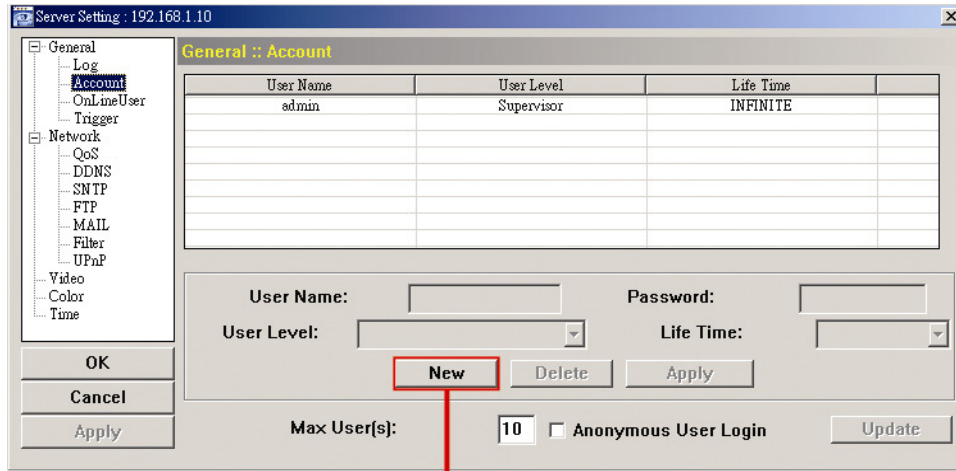 Server Setting : 192.168.1.10
General
Log
Account
OnLineUser
Trigger
Network
QoS
DDNS
SNTP
FTP
MAIL
Filter
UPnP
Video
Color
Time
OK
Cancel
Apply
General :: Account
User Name User Level Life Time
admin Supervisor INFINITE
User Name: Password:
User Level: Life Time:
New Delete Apply
Max User(s): 10 Anonymous User Login Update